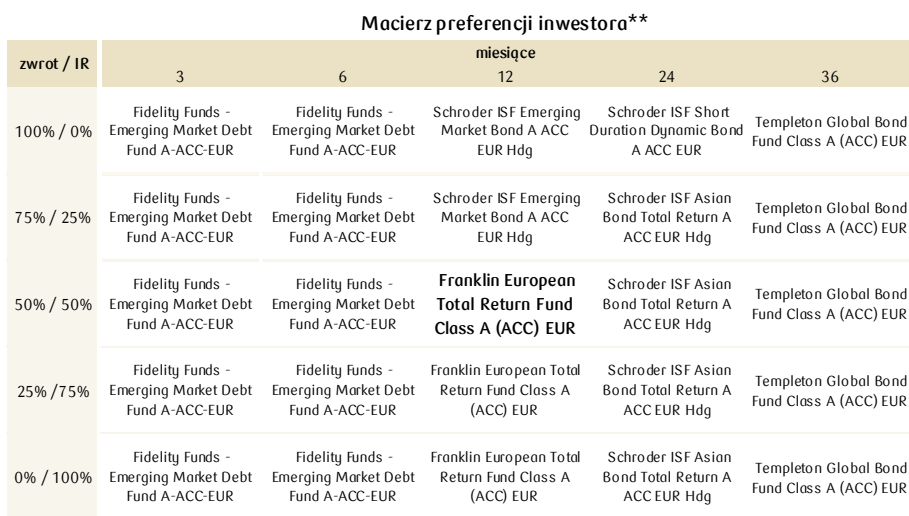 Macierz preferencji inwestora**
zwrot / IR
miesiące
3 6 12 24 36
100% / 0%
Fidelity Funds -
Emerging Market Debt
Fund A-ACC-EUR
Fidelity Funds -
Emerging Market Debt
Fund A-ACC-EUR
Schroder ISF Emerging
Market Bond A ACC
EUR Hdg
Schroder ISF Short
Duration Dynamic Bond
A ACC EUR
Templeton Global Bond
Fund Class A (ACC) EUR
75% / 25%
Fidelity Funds -
Emerging Market Debt
Fund A-ACC-EUR
Fidelity Funds -
Emerging Market Debt
Fund A-ACC-EUR
Schroder ISF Emerging
Market Bond A ACC
EUR Hdg
Schroder ISF Asian
Bond Total Return A
ACC EUR Hdg
Templeton Global Bond
Fund Class A (ACC) EUR
50% / 50%
Fidelity Funds -
Emerging Market Debt
Fund A-ACC-EUR
Fidelity Funds -
Emerging Market Debt
Fund A-ACC-EUR
Franklin European
Total Return Fund
Class A (ACC) EUR
Schroder ISF Asian
Bond Total Return A
ACC EUR Hdg
Templeton Global Bond
Fund Class A (ACC) EUR
25% /75%
Fidelity Funds -
Emerging Market Debt
Fund A-ACC-EUR
Fidelity Funds -
Emerging Market Debt
Fund A-ACC-EUR
Franklin European Total
Return Fund Class A
(ACC) EUR
Schroder ISF Asian
Bond Total Return A
ACC EUR Hdg
Templeton Global Bond
Fund Class A (ACC) EUR
0% / 100%
Fidelity Funds -
Emerging Market Debt
Fund A-ACC-EUR
Fidelity Funds -
Emerging Market Debt
Fund A-ACC-EUR
Franklin European Total
Return Fund Class A
(ACC) EUR
Schroder ISF Asian
Bond Total Return A
ACC EUR Hdg
Templeton Global Bond
Fund Class A (ACC) EUR